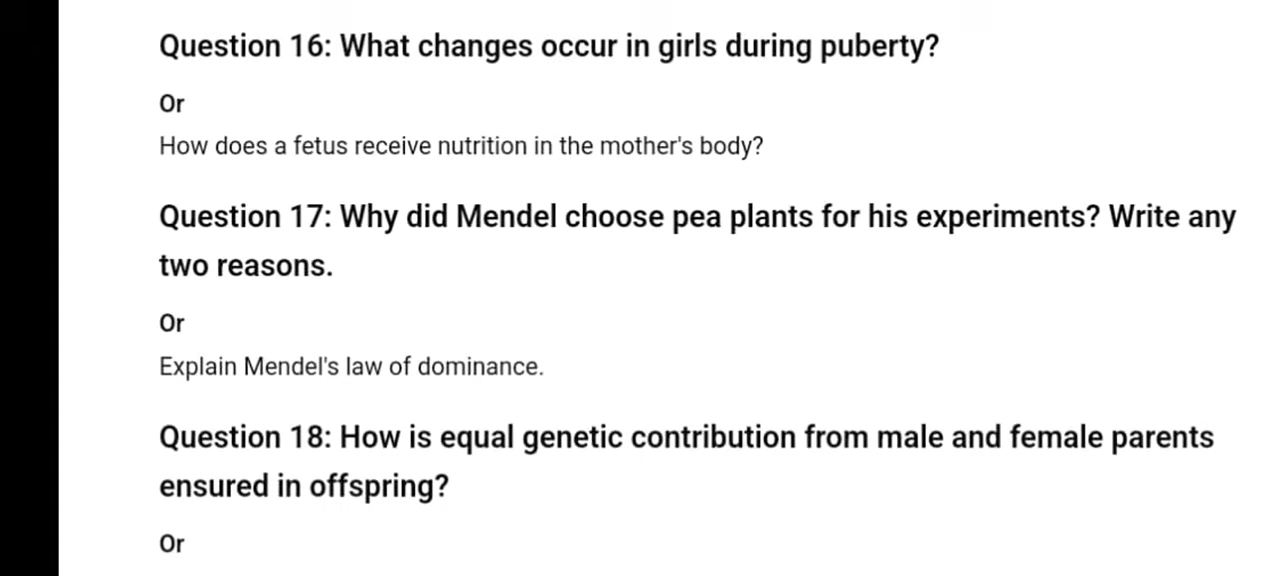 Question 16: What changes occur in girls during puberty?
Or
How does a fetus receive nutrition in the mother's body?
Question 17: Why did Mendel choose pea plants for his experiments? Write any
two reasons.
Or
Explain Mendel's law of dominance.
Question 18: How is equal genetic contribution from male and female parents
ensured in offspring?
Or